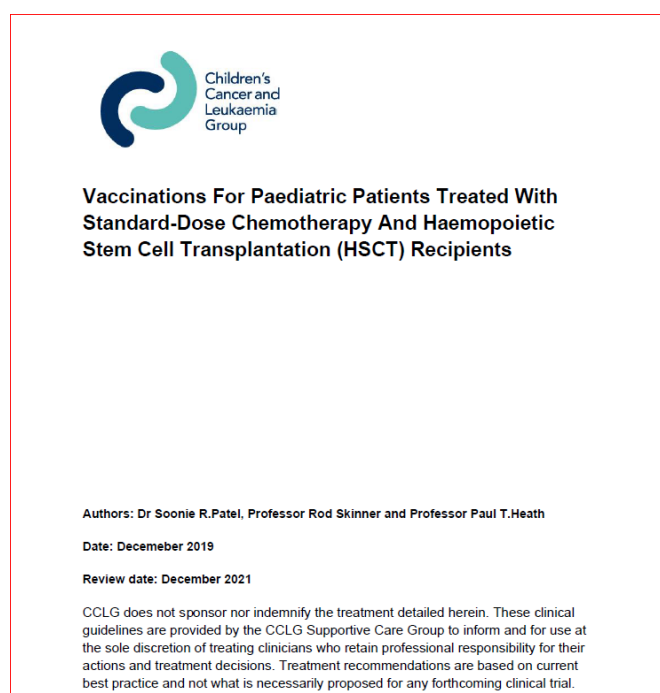 Children's
Cancer and
Leukaemia
Group
Vaccinations For Paediatric Patients Treated With
Standard-Dose Chemotherapy And Haemopoietic
Stem Cell Transplantation (HSCT) Recipients
Authors: Dr Soonie R.Patel, Professor Rod Skinner and Professor Paul T.Heath
Date: Decemeber 2019
Review date: December 2021
CCLG does not sponsor nor indemnify the treatment detailed herein. These clinical
guidelines are provided by the CCLG Supportive Care Group to inform and for use at
the sole discretion of treating clinicians who retain professional responsibility for their
actions and treatment decisions. Treatment recommendations are based on current
best practice and not what is necessarily proposed for any forthcoming clinical trial.